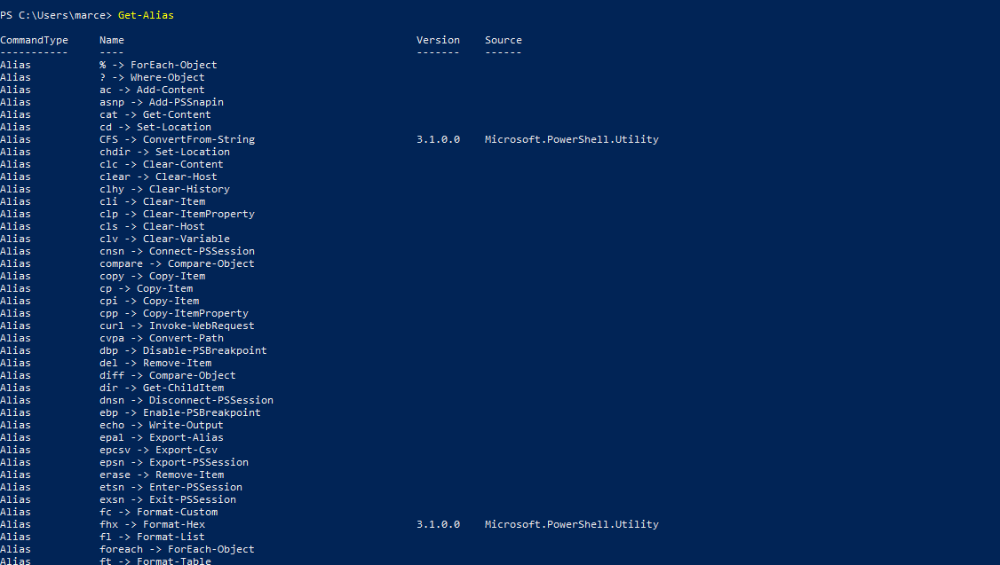 PS C:\Users\marce> Get-Alias
CommandType     Name                                               Version    Source
-----------     ----                                               -------    ------
Alias           % -> ForEach-Object
Alias           ? -> Where-Object
Alias           ac -> Add-Content
Alias           asnp -> Add-PSSnapin
Alias           cat -> Get-Content
Alias           cd -> Set-Location
Alias           CFS -> ConvertFrom-String                          3.1.0.0    Microsoft.PowerShell.Utility
Alias           chdir -> Set-Location
Alias           clc -> Clear-Content
Alias           clear -> Clear-Host
Alias           clhy -> Clear-History
Alias           cli -> Clear-Item
Alias           clp -> Clear-ItemProperty
Alias           cls -> Clear-Host
Alias           clv -> Clear-Variable
Alias           cnsn -> Connect-PSSession
Alias           compare -> Compare-Object
Alias           copy -> Copy-Item
Alias           cp -> Copy-Item
Alias           cpi -> Copy-Item
Alias           cpp -> Copy-ItemProperty
Alias           curl -> Invoke-WebRequest
Alias           cvpa -> Convert-Path
Alias           dbp -> Disable-PSBreakpoint
Alias           del -> Remove-Item
Alias           diff -> Compare-Object
Alias           dir -> Get-ChildItem
Alias           dnsn -> Disconnect-PSSession
Alias           ebp -> Enable-PSBreakpoint
Alias           echo -> Write-Output
Alias           epal -> Export-Alias
Alias           epcsv -> Export-Csv
Alias           epsn -> Export-PSSession
Alias           erase -> Remove-Item
Alias           etsn -> Enter-PSSession
Alias           exsn -> Exit-PSSession
Alias           fc -> Format-Custom
Alias           fhx -> Format-Hex                                  3.1.0.0    Microsoft.PowerShell.Utility
Alias           fl -> Format-List
Alias           foreach -> ForEach-Object
Alias           ft -> Format-Table